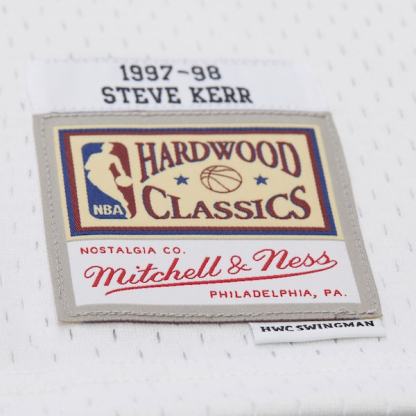 1997-98
STEVE KERR
NBA
HARDWOOD
CLASSICS
NOSTALGIA CO.
Mitchell & Ness
PHILADELPHIA, PA.
HWC SWINGMAN